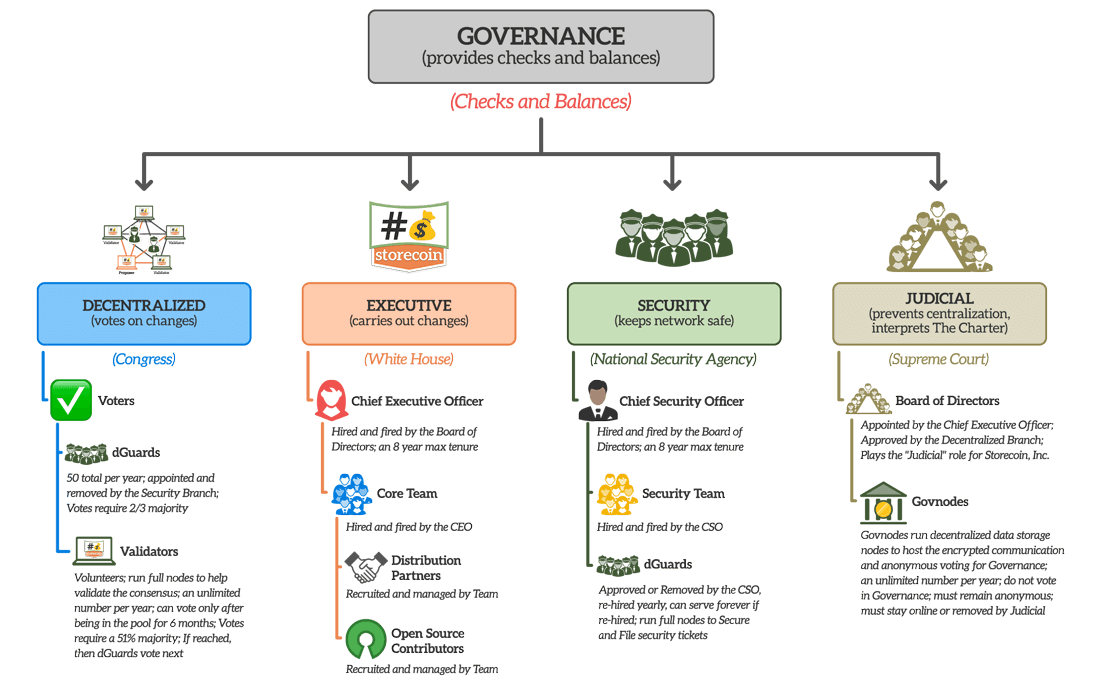 GOVERNANCE
(provides checks and balances)
(Checks and Balances)
Validator
Validator
Proposer
Validator
#
$
storecoin
DECENTRALIZED
(votes on changes)
(Congress)
Voters
dGuards
50 total per year; appointed and
removed by the Security Branch;
Votes require 2/3 majority
Validators
Volunteers; run full nodes to help
validate the consensus; an unlimited
number per year; can vote only after
being in the pool for 6 months; Votes
require a 51% majority; If reached,
then dGuards vote next
EXECUTIVE
(carries out changes)
(White House)
Chief Executive Officer
Hired and fired by the Board of
Directors; an 8 year max tenure
Core Team
Hired and fired by the CEO
Distribution
Partners
Recruited and managed by Team
Open Source
Contributors
Recruited and managed by Team
SECURITY
(keeps network safe)
(National Security Agency)
Chief Security Officer
Hired and fired by the Board of
Directors; an 8 year max tenure
Security Team
Hired and fired by the CSO
dGuards
Approved or Removed by the CSO,
re-hired yearly, can serve forever if
re-hired; run full nodes to Secure
and File security tickets
JUDICIAL
(prevents centralization,
interprets The Charter)
(Supreme Court)
Board of Directors
Appointed by the Chief Executive Officer;
Approved by the Decentralized Branch;
Plays the "Judicial" role for Storecoin, Inc.
Govnodes
Govnodes run decentralized data storage
nodes to host the encrypted communication
and anonymous voting for Governance;
an unlimited number per year; do not vote
in Governance; must remain anonymous;
must stay online or removed by Judicial